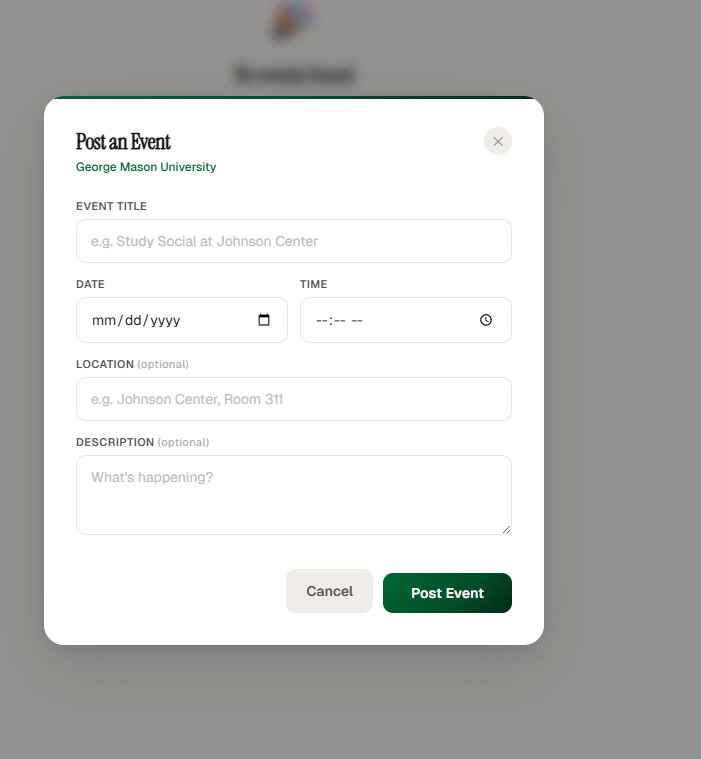 Post an Event
George Mason University
EVENT TITLE
e.g. Study Social at Johnson Center
DATE TIME
mm/dd/yyyy --:-- --
LOCATION (optional)
e.g. Johnson Center, Room 311
DESCRIPTION (optional)
What's happening?
Cancel Post Event